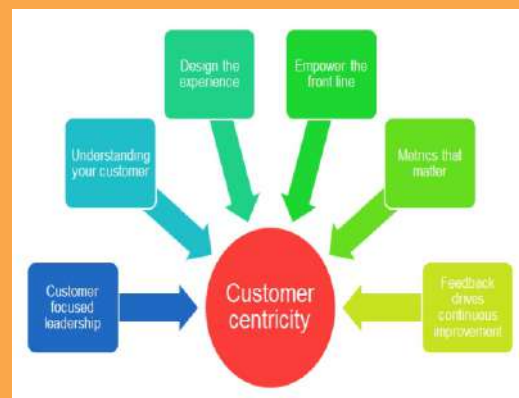 Design the
experience
Empower the
front line
Understanding
your customer
Metrics that
matter
Customer
focused
leadership
Customer
centricity
Feedback
drives
continuous
improvement